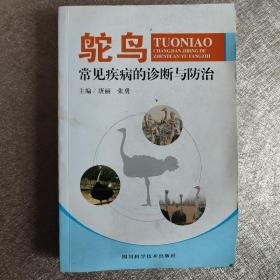 鸵鸟
TUONIAO
CHANGJIAN JIBING DE
ZHENDUAN YU FANGZHI
常见疾病的诊断与防治
主编／唐丽 张勇
四川科学技术出版社